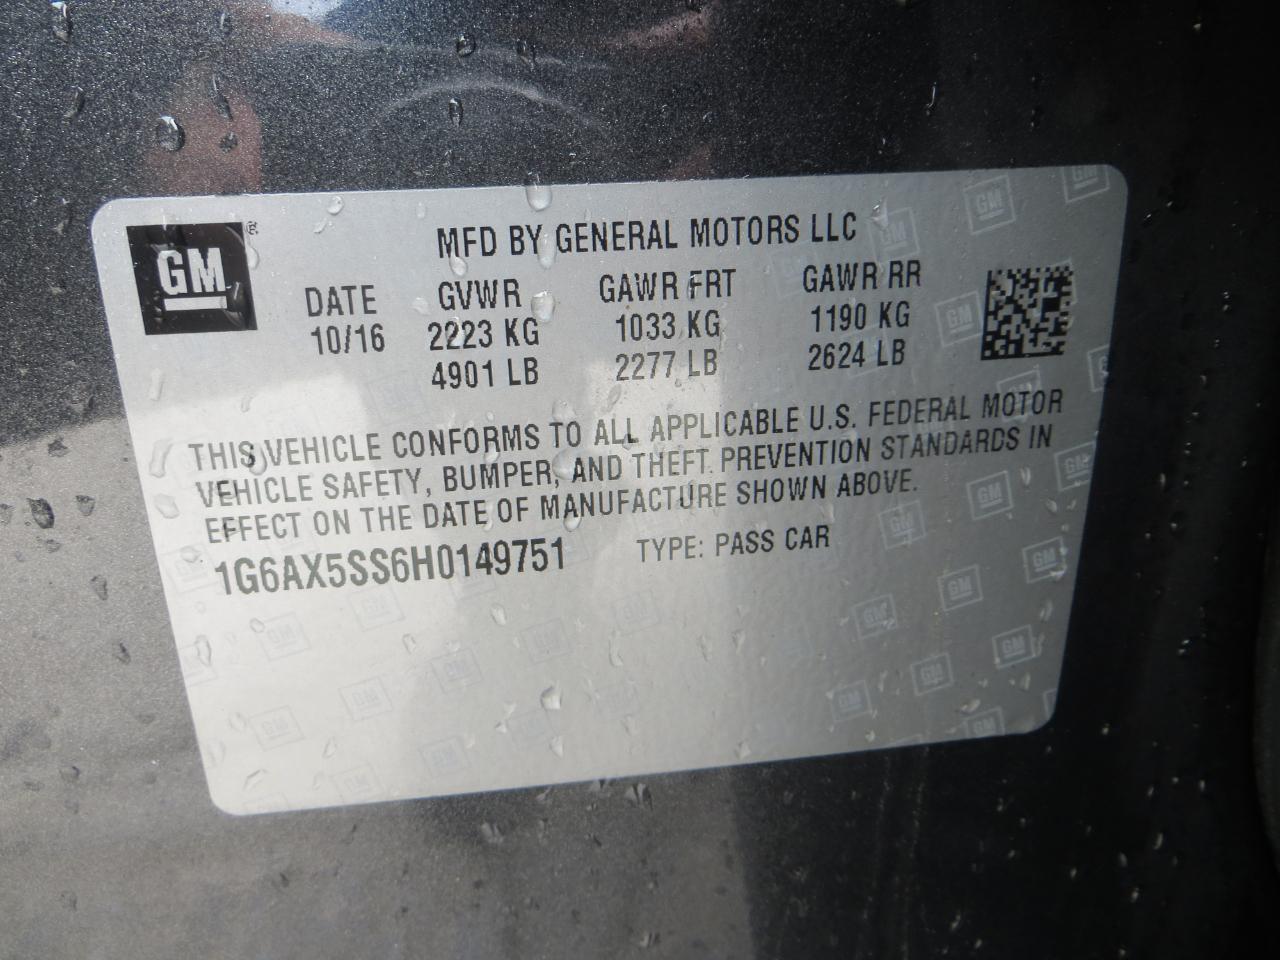 GM ®
MFD BY GENERAL MOTORS LLC
DATE GVWR GAWR FRT GAWR RR
10/16 2223 KG 1033 KG 1190 KG
4901 LB 2277 LB 2624 LB
THIS VEHICLE CONFORMS TO ALL APPLICABLE U.S. FEDERAL MOTOR
VEHICLE SAFETY, BUMPER, AND THEFT PREVENTION STANDARDS IN
EFFECT ON THE DATE OF MANUFACTURE SHOWN ABOVE.
1G6AX5SS6H0149751 TYPE: PASS CAR